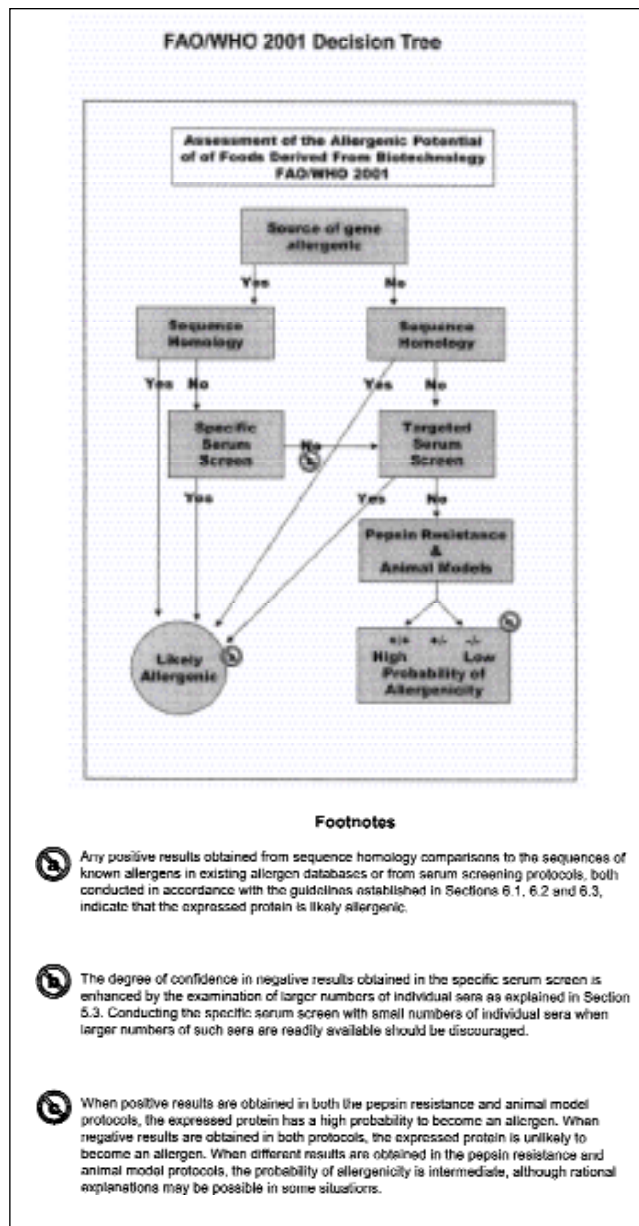 FAO/WHO 2001 Decision Tree
Assessment of the Allergenic Potential
of of Foods Derived From Biotechnology
FAO/WHO 2001
Source of gene
allergenic
Yes
No
Sequence
Homology
Sequence
Homology
Yes
No
Yes
No
Specific
Serum
Screen
No
Targeted
Serum
Screen
Yes
Yes
No
Pepsin Resistance
&
Animal Models
Likely
Allergenic
+/+ +/- -/-
High Low
Probability of
Allergenicity
Footnotes
a
Any positive results obtained from sequence homology comparisons to the sequences of
known allergens in existing allergen databases or from serum screening protocols, both
conducted in accordance with the guidelines established in Sections 6.1, 6.2 and 6.3,
indicate that the expressed protein is likely allergenic.
b
The degree of confidence in negative results obtained in the specific serum screen is
enhanced by the examination of larger numbers of individual sera as explained in Section
5.3. Conducting the specific serum screen with small numbers of individual sera when
larger numbers of such sera are readily available should be discouraged.
c
When positive results are obtained in both the pepsin resistance and animal model
protocols, the expressed protein has a high probability to become an allergen. When
negative results are obtained in both protocols, the expressed protein is unlikely to
become an allergen. When different results are obtained in the pepsin resistance and
animal model protocols, the probability of allergenicity is intermediate, although rational
explanations may be possible in some situations.